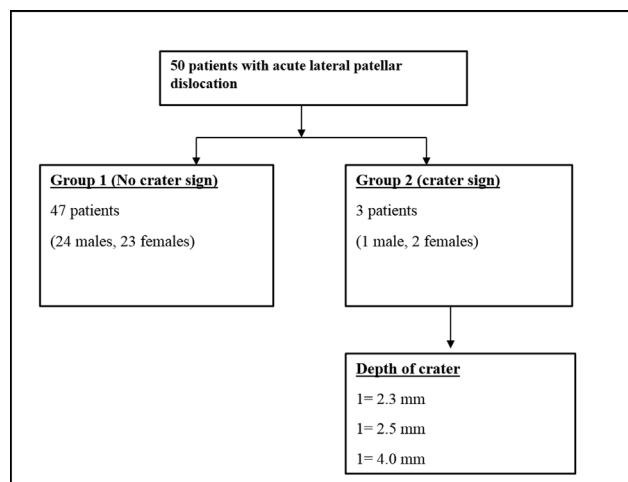 50 patients with acute lateral patellar
dislocation
Group 1 (No crater sign)
47 patients
(24 males, 23 females)
Group 2 (crater sign)
3 patients
(1 male, 2 females)
Depth of crater
1= 2.3 mm
1= 2.5 mm
1= 4.0 mm